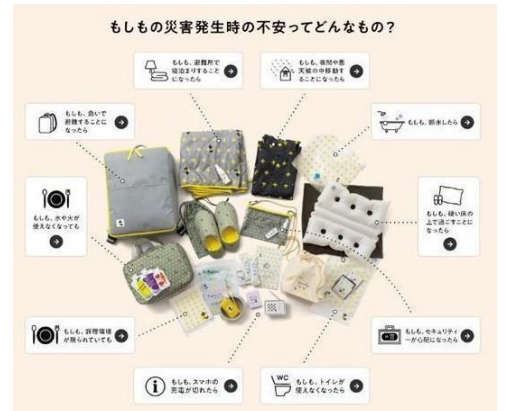 もしもの災害発生時の不安ってどんなもの？
もしも、避難所で
寝泊まりすること
になったら
もしも、夜間や悪
天候の中移動す
ることになったら
もしも、急いで
避難することに
なったら
もしも、断水したら
もしも、水や火が
使えなくなっても
もしも、硬い床の
上で過ごすことに
なったら
もしも、調理環境
が限られていても
もしも、セキュリティ
ーが心配になったら
もしも、スマホの
充電が切れたら
WC
もしも、トイレが
使えなくなったら